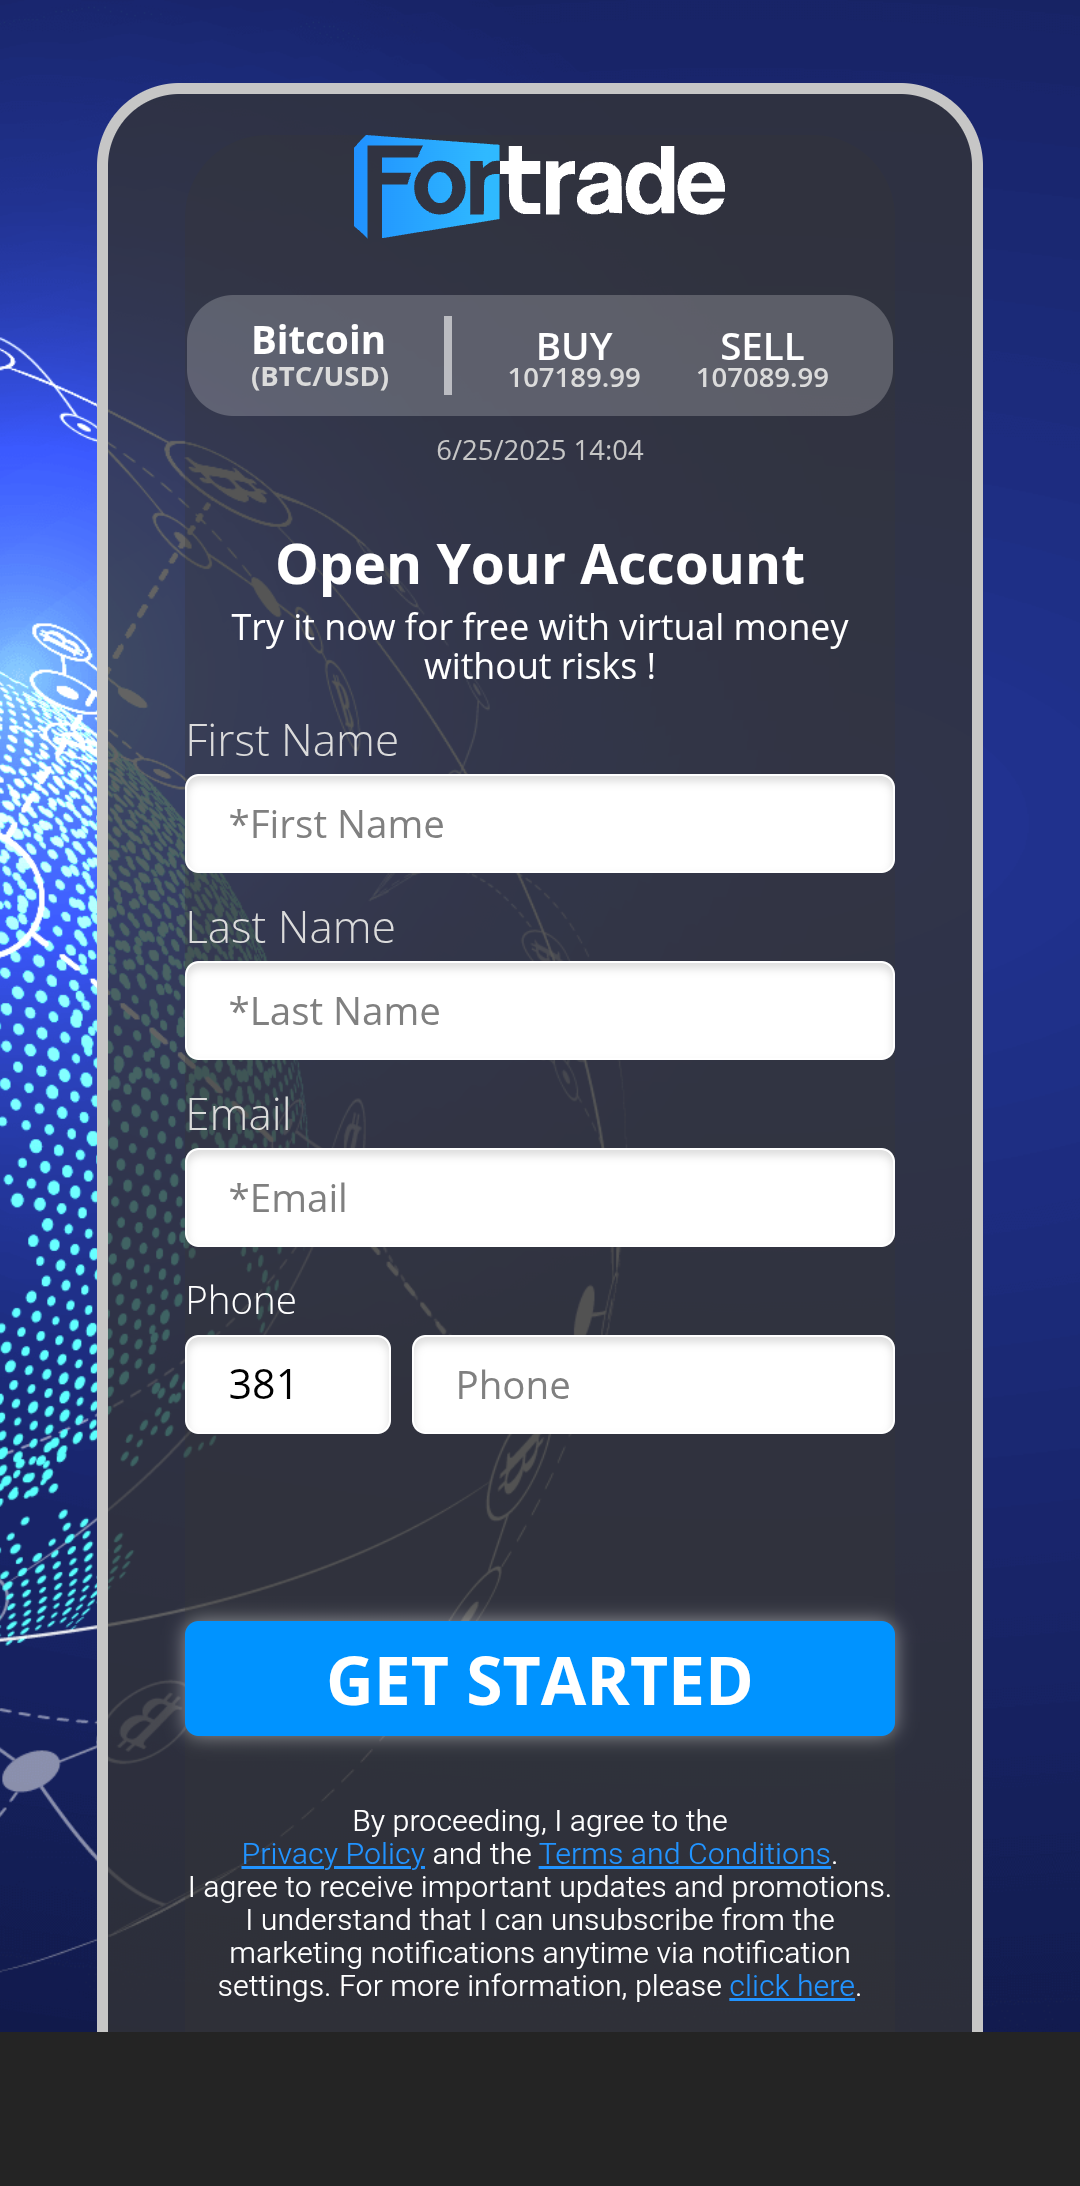 Fortrade
Bitcoin
(BTC/USD)
BUY
107189.99
SELL
107089.99
6/25/2025 14:04
Open Your Account
Try it now for free with virtual money
without risks !
First Name
*First Name
Last Name
*Last Name
Email
*Email
Phone
381
Phone
GET STARTED
By proceeding, I agree to the
Privacy Policy and the Terms and Conditions.
I agree to receive important updates and promotions.
I understand that I can unsubscribe from the
marketing notifications anytime via notification
settings. For more information, please click here.